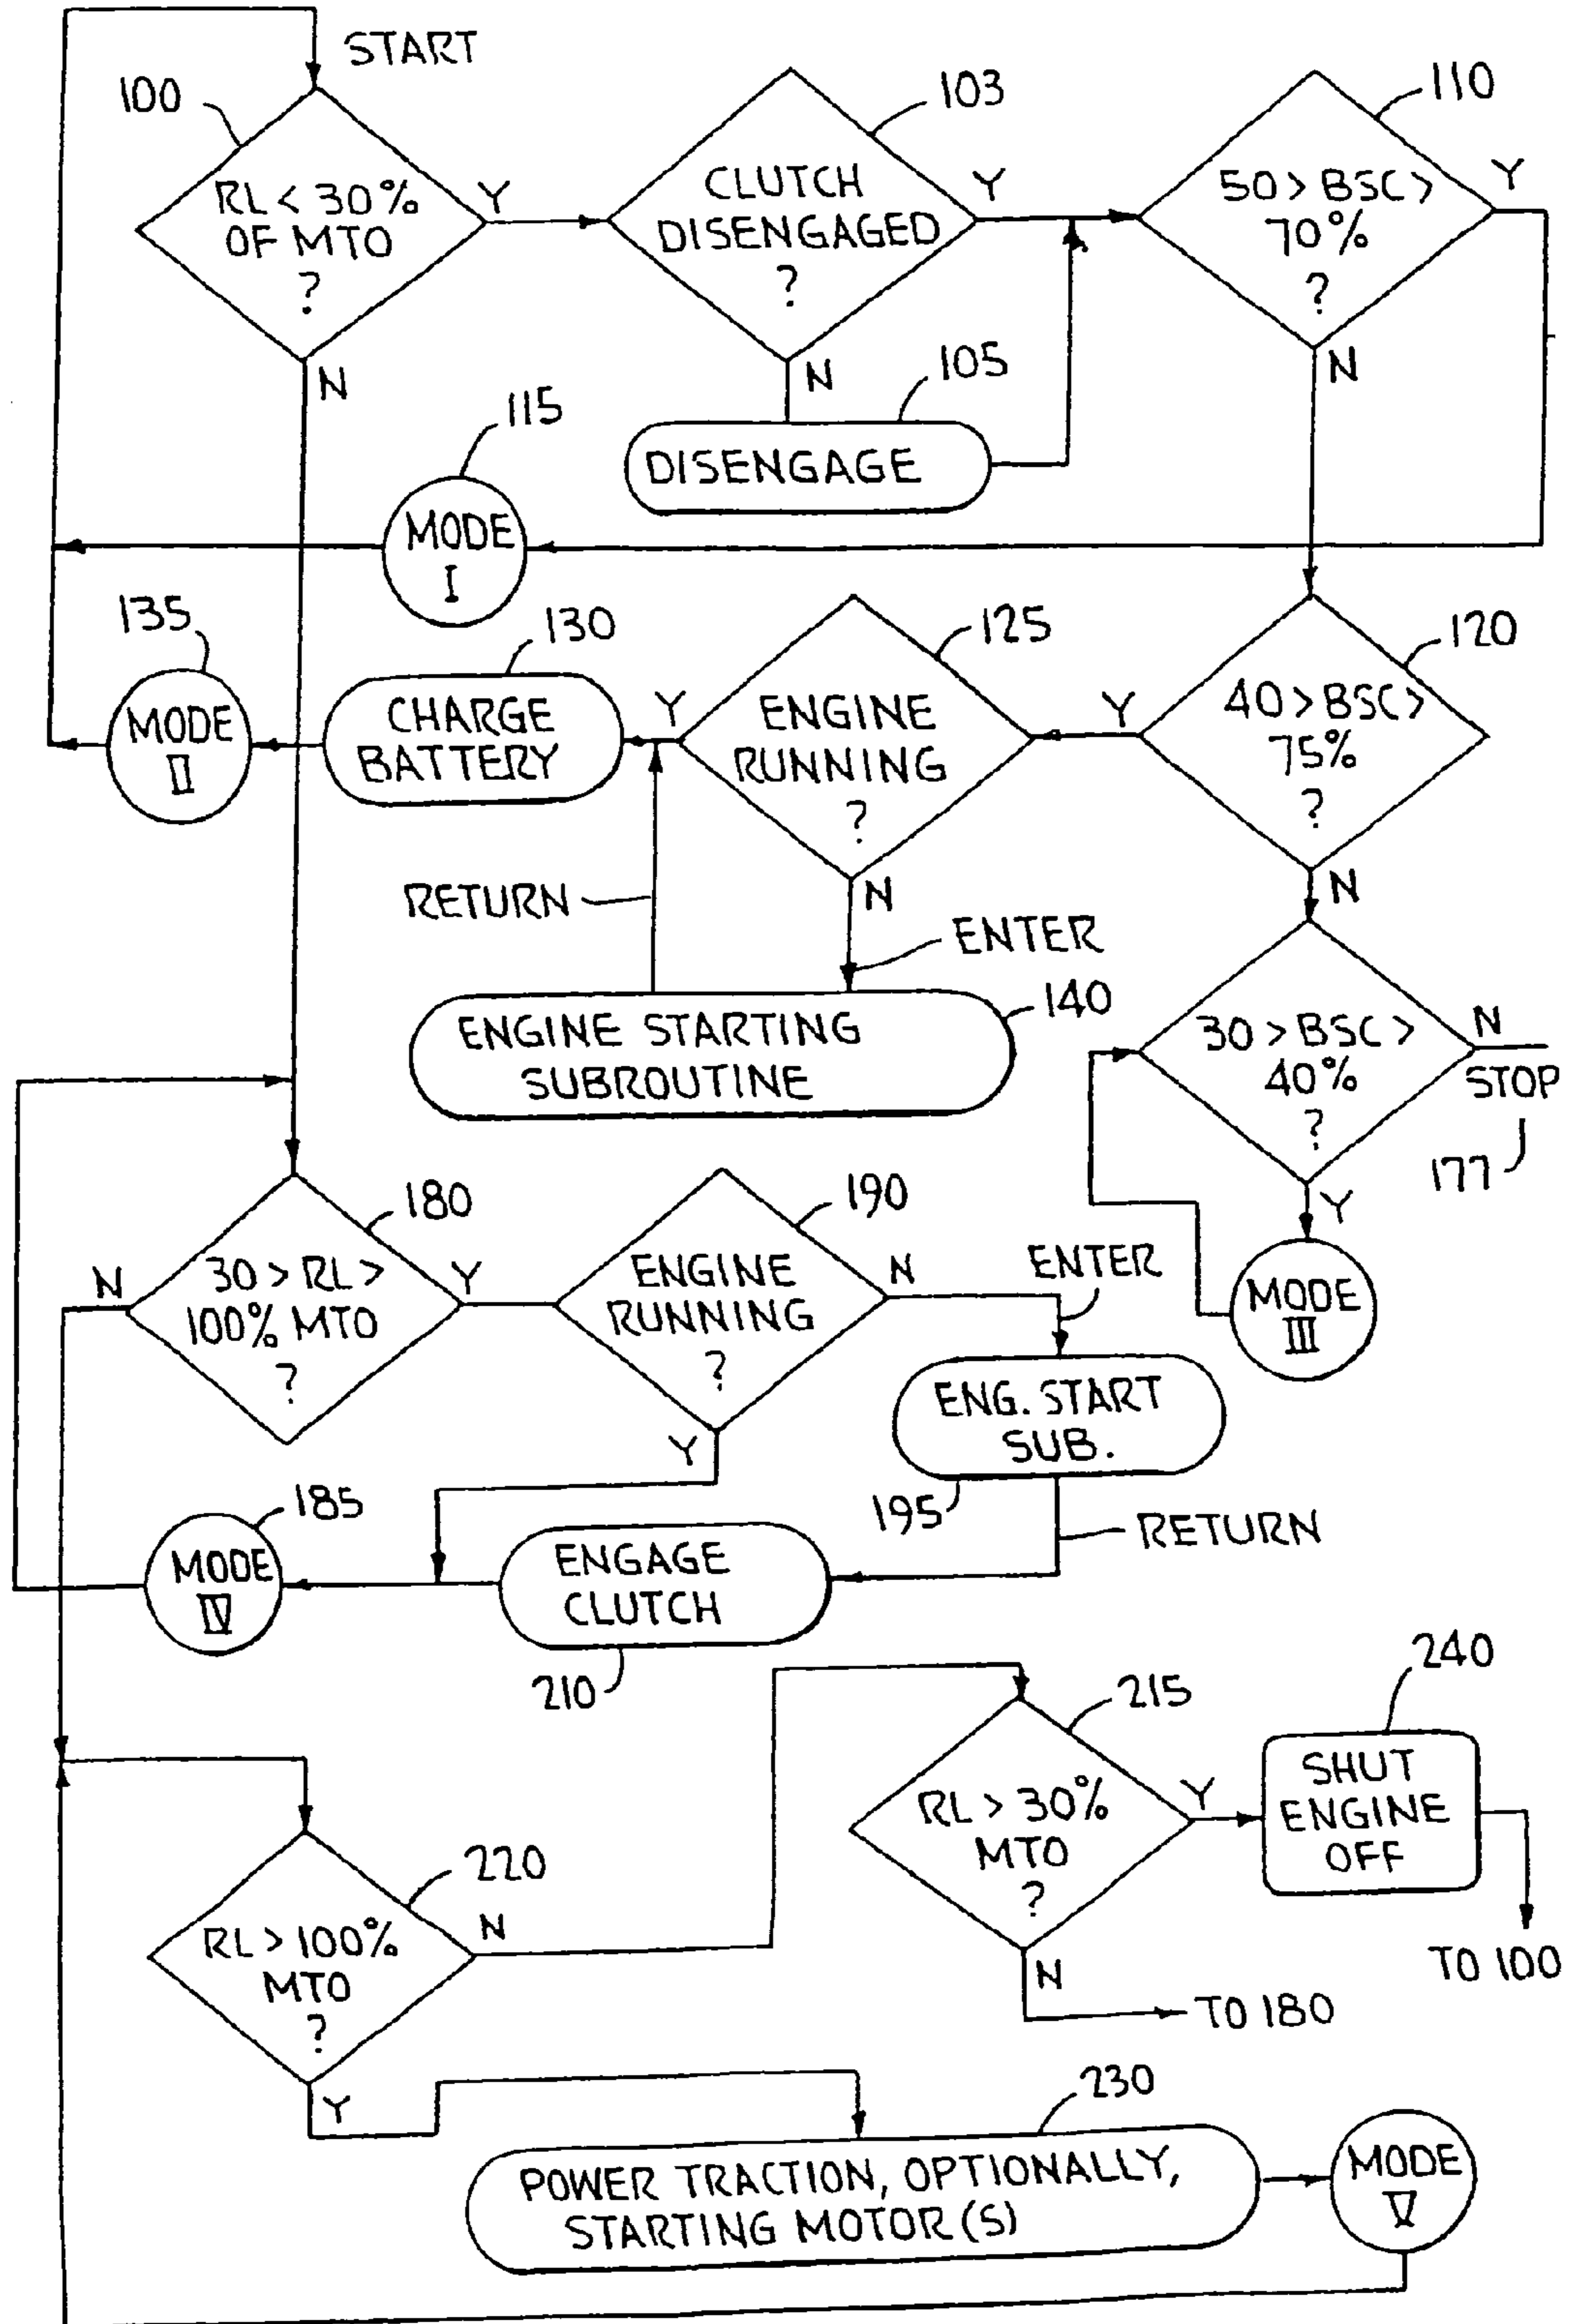 START
100
RL < 30%
OF MTO
?
Y
N
103
CLUTCH
DISENGAGED
?
Y
N
105
DISENGAGE
110
50 > BSC >
70%
?
Y
N
115
MODE
I
120
40 > BSC >
75%
?
Y
N
125
ENGINE
RUNNING
?
Y
N
130
CHARGE
BATTERY
135
MODE
II
RETURN
ENTER
140
ENGINE STARTING
SUBROUTINE
30 > BSC >
40%
?
N
STOP
177
Y
MODE
III
180
30 > RL >
100% MTO
?
N
Y
190
ENGINE
RUNNING
?
N
Y
ENTER
ENG. START
SUB.
195
RETURN
185
MODE
IV
ENGAGE
CLUTCH
210
215
RL > 30%
MTO
?
Y
N
TO 180
240
SHUT
ENGINE
OFF
TO 100
220
RL > 100%
MTO
?
N
Y
230
POWER TRACTION, OPTIONALLY,
STARTING MOTOR(S)
MODE
V